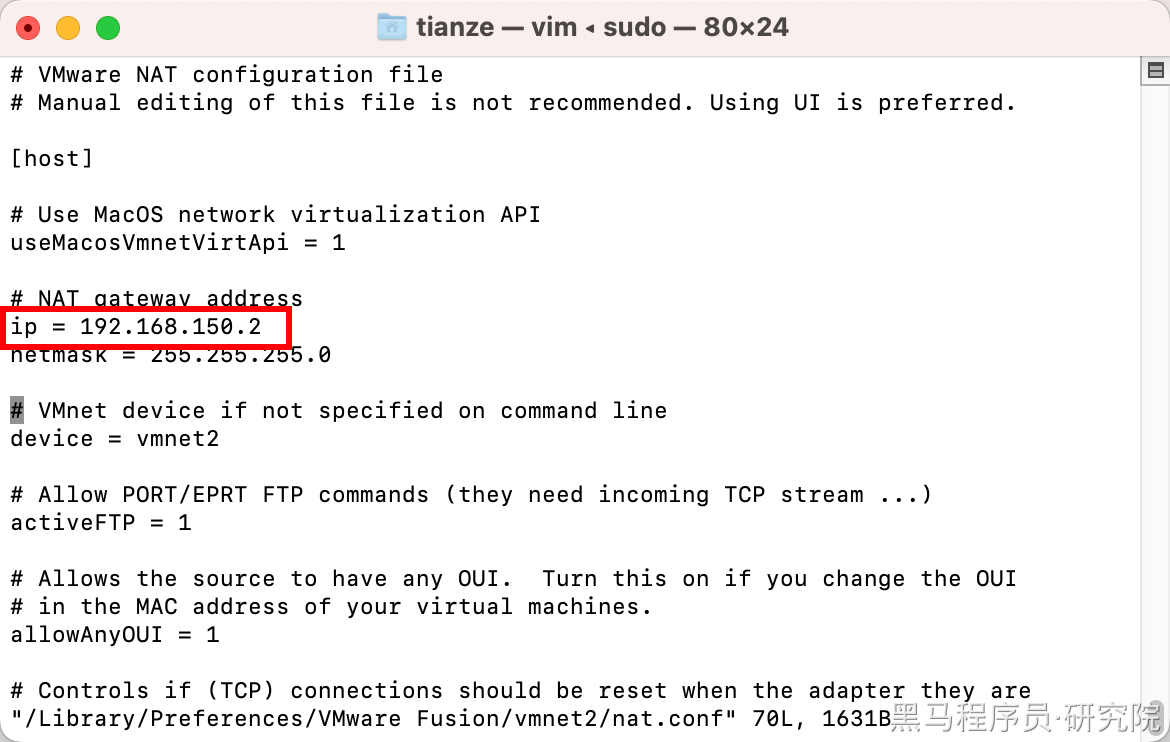 tianze — vim ◂ sudo — 80×24
# VMware NAT configuration file
# Manual editing of this file is not recommended. Using UI is preferred.
[host]
# Use MacOS network virtualization API
useMacosVmnetVirtApi = 1
# NAT gateway address
ip = 192.168.150.2
netmask = 255.255.255.0
# VMnet device if not specified on command line
device = vmnet2
# Allow PORT/EPRT FTP commands (they need incoming TCP stream ...)
activeFTP = 1
# Allows the source to have any OUI.  Turn this on if you change the OUI
# in the MAC address of your virtual machines.
allowAnyOUI = 1
# Controls if (TCP) connections should be reset when the adapter they are
"/Library/Preferences/VMware Fusion/vmnet2/nat.conf" 70L, 1631B
黑马程序员·研究院